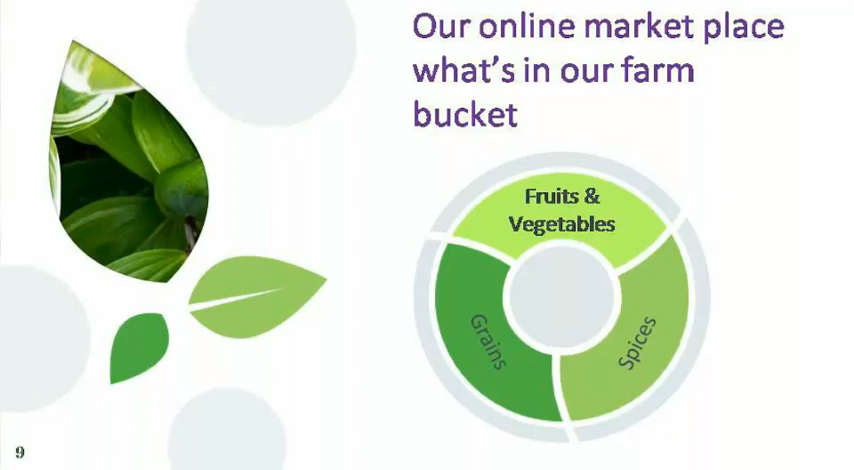 Our online market place
what's in our farm
bucket
Fruits &
Vegetables
Grains
Spices
9